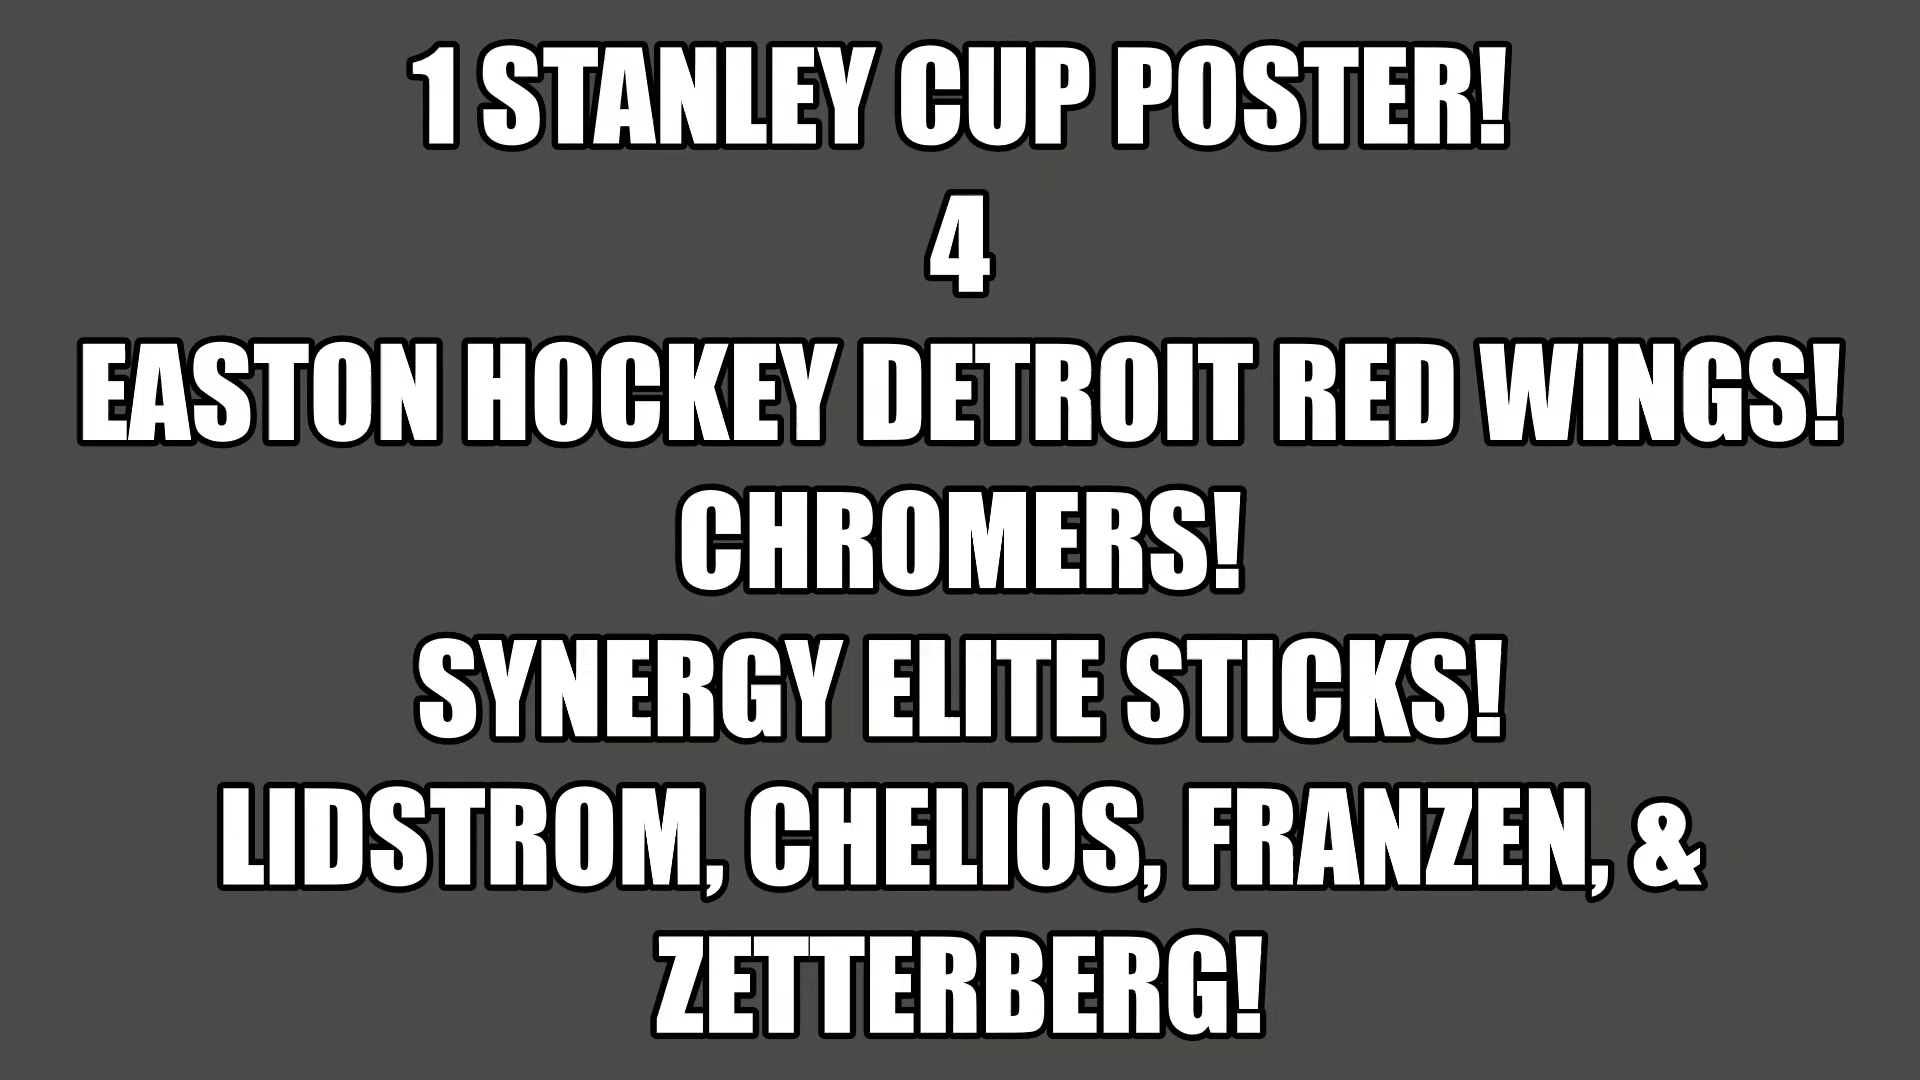 1 STANLEY CUP POSTER!
4
EASTON HOCKEY DETROIT RED WINGS!
CHROMERS!
SYNERGY ELITE STICKS!
LIDSTROM, CHELIOS, FRANZEN, &
ZETTERBERG!